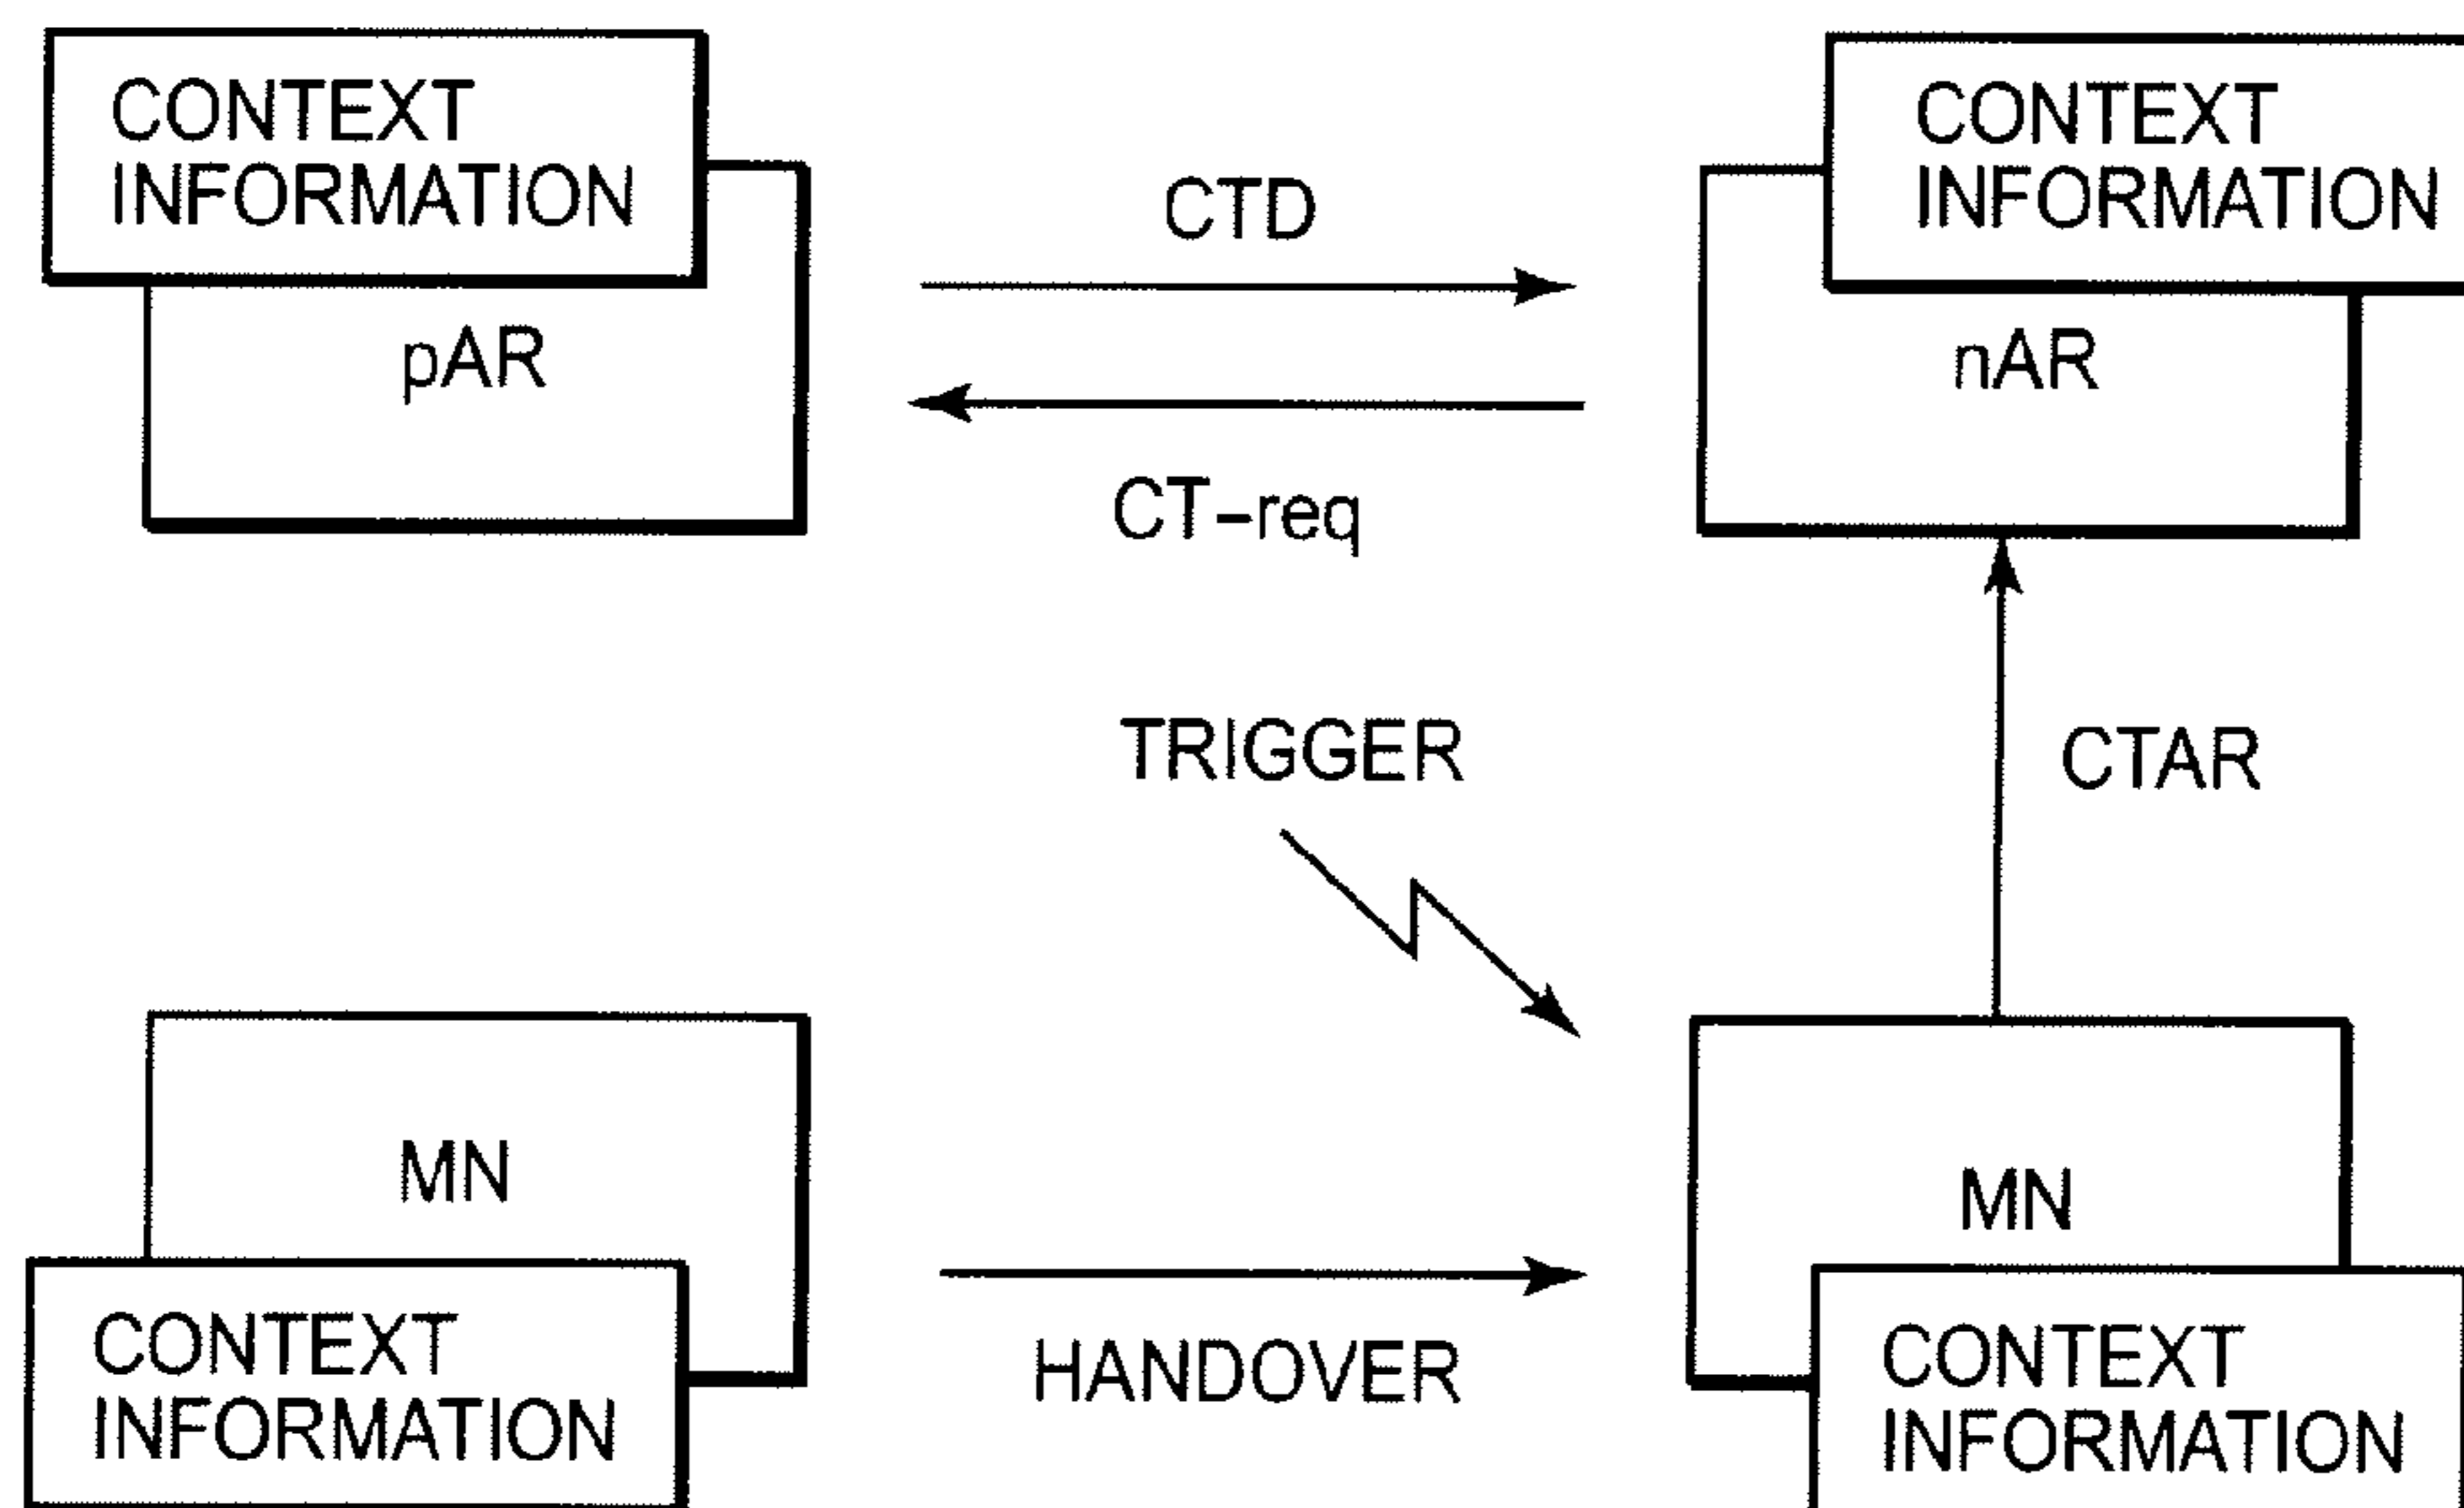 CONTEXT
INFORMATION
pAR
CTD
CT-req
CONTEXT
INFORMATION
nAR
TRIGGER
CTAR
MN
CONTEXT
INFORMATION
HANDOVER
MN
CONTEXT
INFORMATION